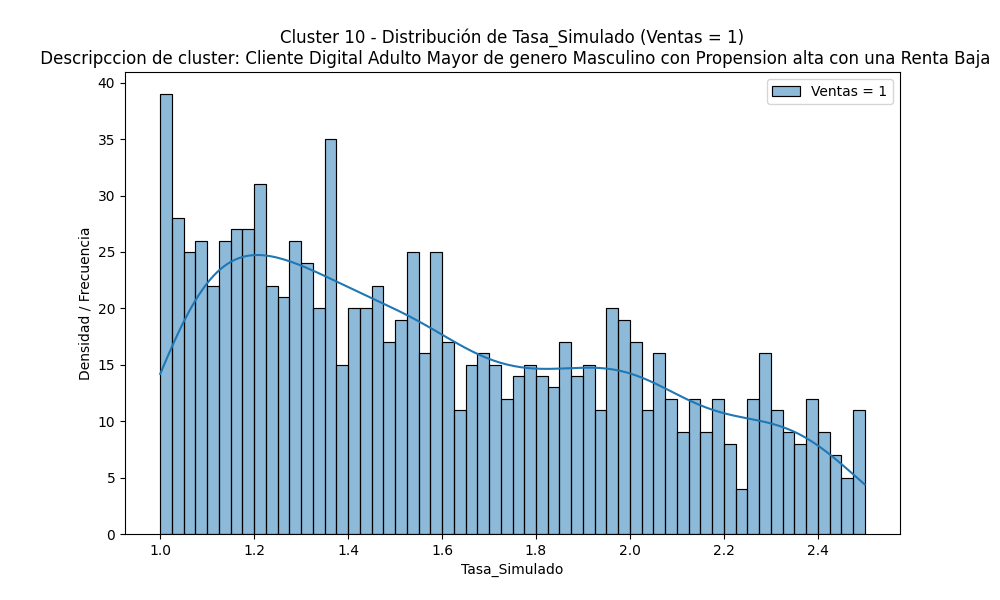 Cluster 10 - Distribución de Tasa_Simulado (Ventas = 1)
Descripccion de cluster: Cliente Digital Adulto Mayor de genero Masculino con Propension alta con una Renta Baja
Ventas = 1
Densidad / Frecuencia
40
35
30
25
20
15
10
5
0
1.0 1.2 1.4 1.6 1.8 2.0 2.2 2.4
Tasa_Simulado